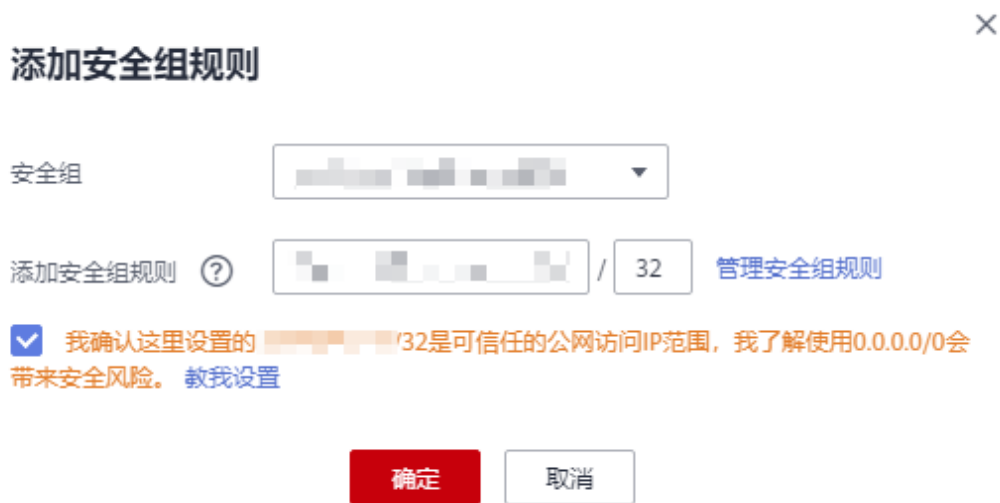 添加安全组规则
安全组
添加安全组规则 ? / 32 管理安全组规则
我确认这里设置的 /32是可信任的公网访问IP范围，我了解使用0.0.0.0/0会
带来安全风险。 教我设置
确定 取消